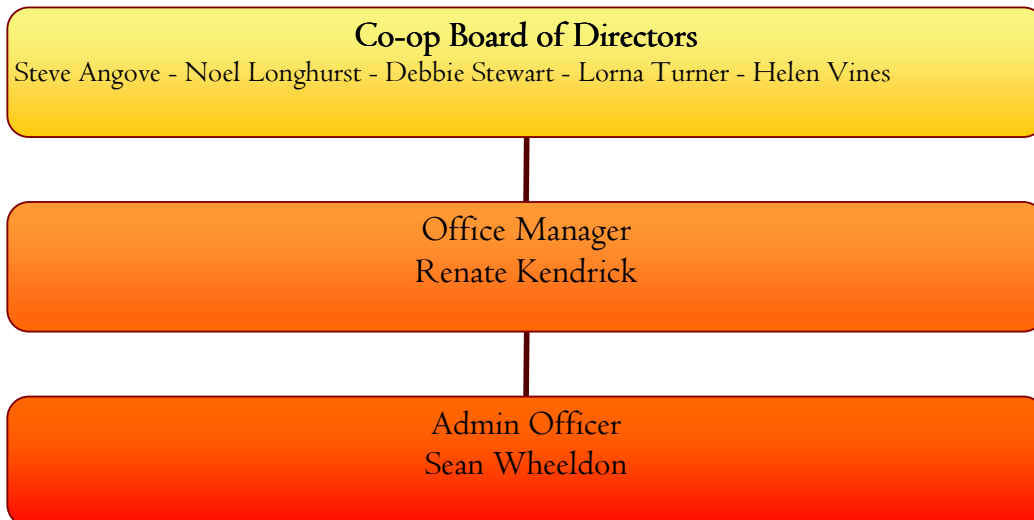 Co-op Board of Directors
Steve Angove - Noel Longhurst - Debbie Stewart - Lorna Turner - Helen Vines
Office Manager
Renate Kendrick
Admin Officer
Sean Wheeldon